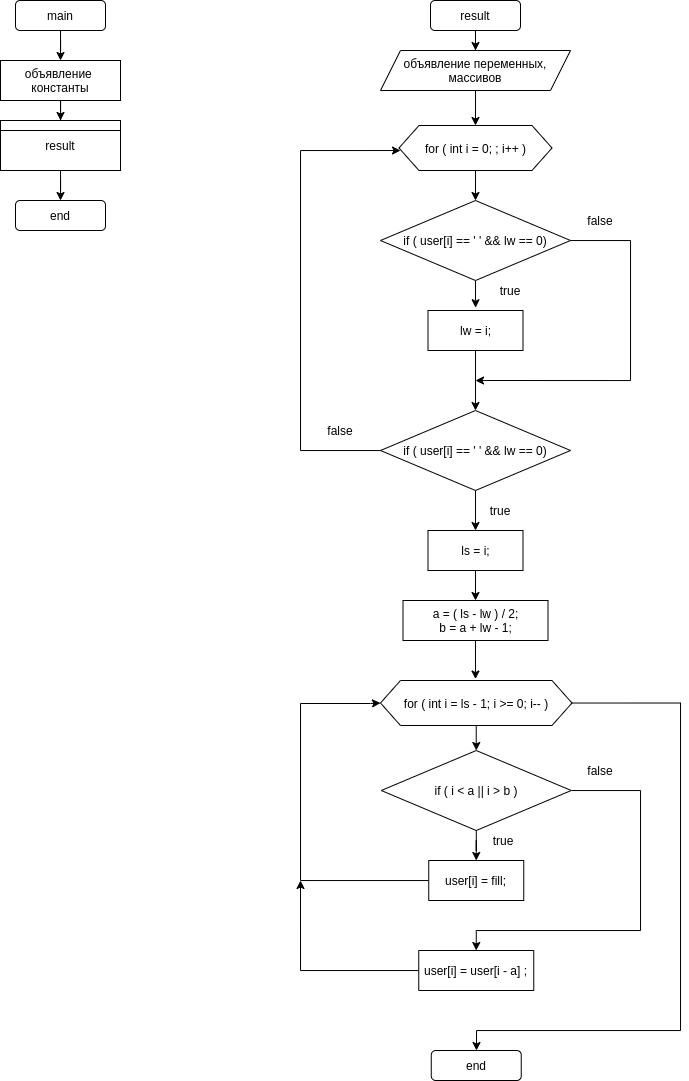 main
объявление
константы
result
end
result
объявление переменных,
массивов
for ( int i = 0; ; i++ )
if ( user[i] == ' ' && lw == 0)
false
true
lw = i;
false
if ( user[i] == ' ' && lw == 0)
true
ls = i;
a = ( ls - lw ) / 2;
b = a + lw - 1;
for ( int i = ls - 1; i >= 0; i-- )
false
if ( i < a || i > b )
true
user[i] = fill;
user[i] = user[i - a] ;
end